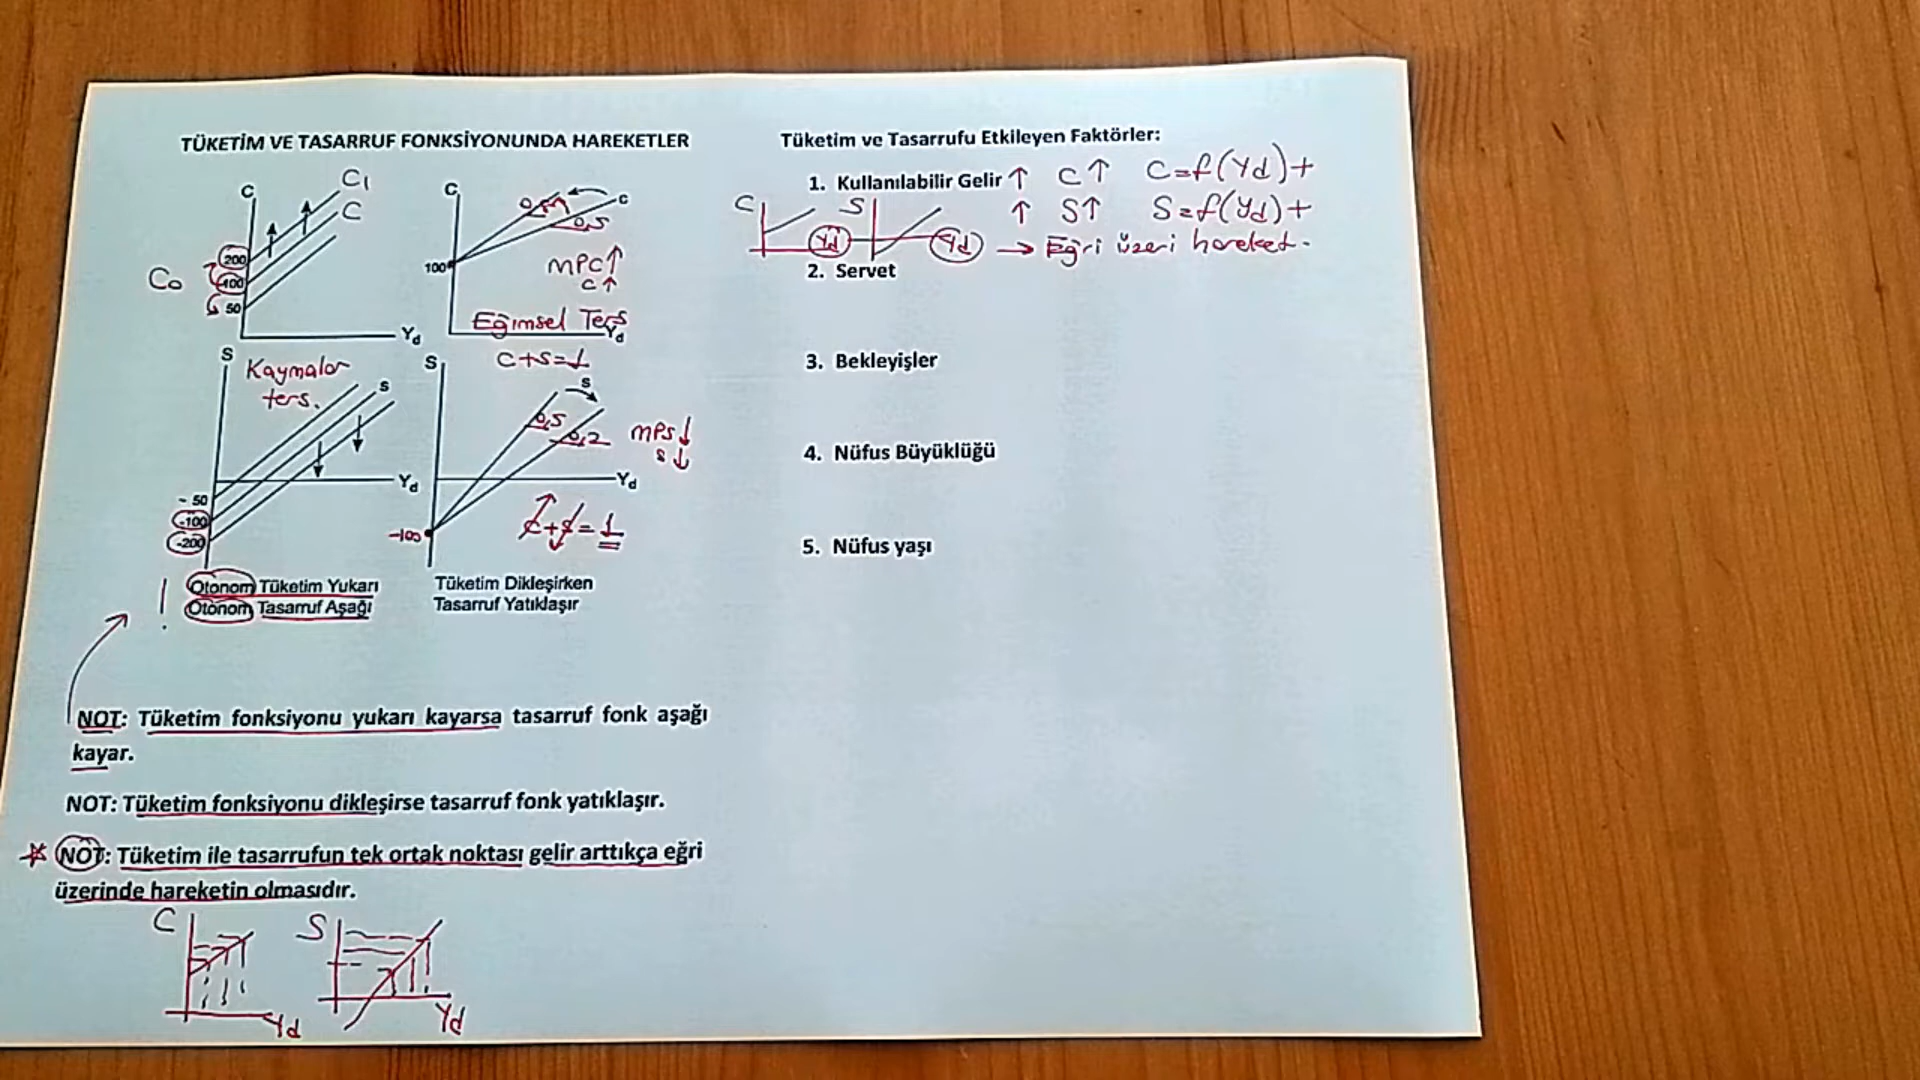 TÜKETİM VE TASARRUF FONKSİYONUNDA HAREKETLER
C
C₁
C
200
100
50
C₀
Yd
C
0,5
C
100
MPC↑
C↑
Eğimsel Ters
Yd
S
Kaymalar
ters.
S
Yd
- 50
-100
-200
S
C+S=1
S
0,5
0,2
MPS↓
S↓
Yd
-100
C+S=1
! Otonom Tüketim Yukarı
Otonom Tasarruf Aşağı
Tüketim Dikleşirken
Tasarruf Yatıklaşır
NOT: Tüketim fonksiyonu yukarı kayarsa tasarruf fonk aşağı
kayar.
NOT: Tüketim fonksiyonu dikleşirse tasarruf fonk yatıklaşır.
NOT: Tüketim ile tasarrufun tek ortak noktası gelir arttıkça eğri
üzerinde hareketin olmasıdır.
C
Yd
S
Yd
Tüketim ve Tasarrufu Etkileyen Faktörler:
1. Kullanılabilir Gelir ↑ C↑ C=f(Yd)+
↑ S↑ S=f(Yd)+
C Yd S Yd → Eğri üzeri hareket.
2. Servet
3. Bekleyişler
4. Nüfus Büyüklüğü
5. Nüfus yaşı